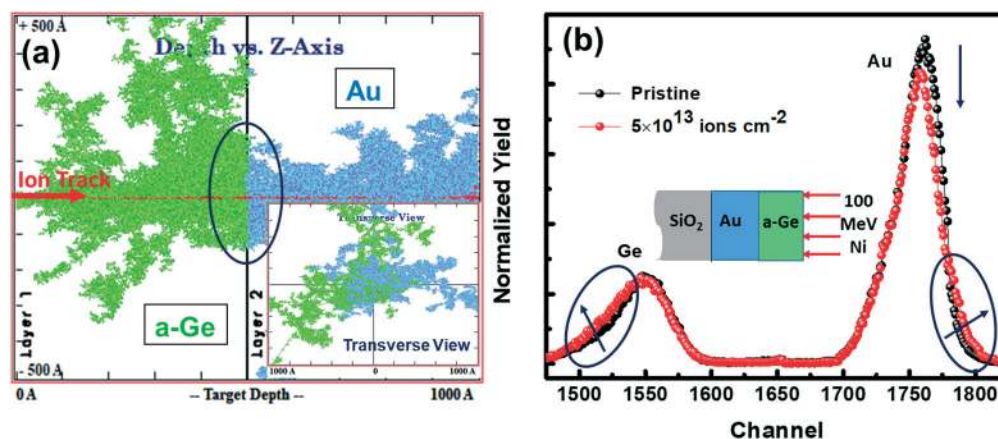 (a)
+ 500 A
Depth vs. Z-Axis
Au
Ion Track
a-Ge
Layer 1
Layer 2
- 500 A
0 A
-- Target Depth --
1000 A
Transverse View
Transverse View
1000 A
0
1000 A
(b)
Normalized Yield
Pristine
5×10¹³ ions cm⁻²
Au
Ge
SiO₂
Au
a-Ge
100
MeV
Ni
1500
1550
1600
1650
1700
1750
1800
Channel